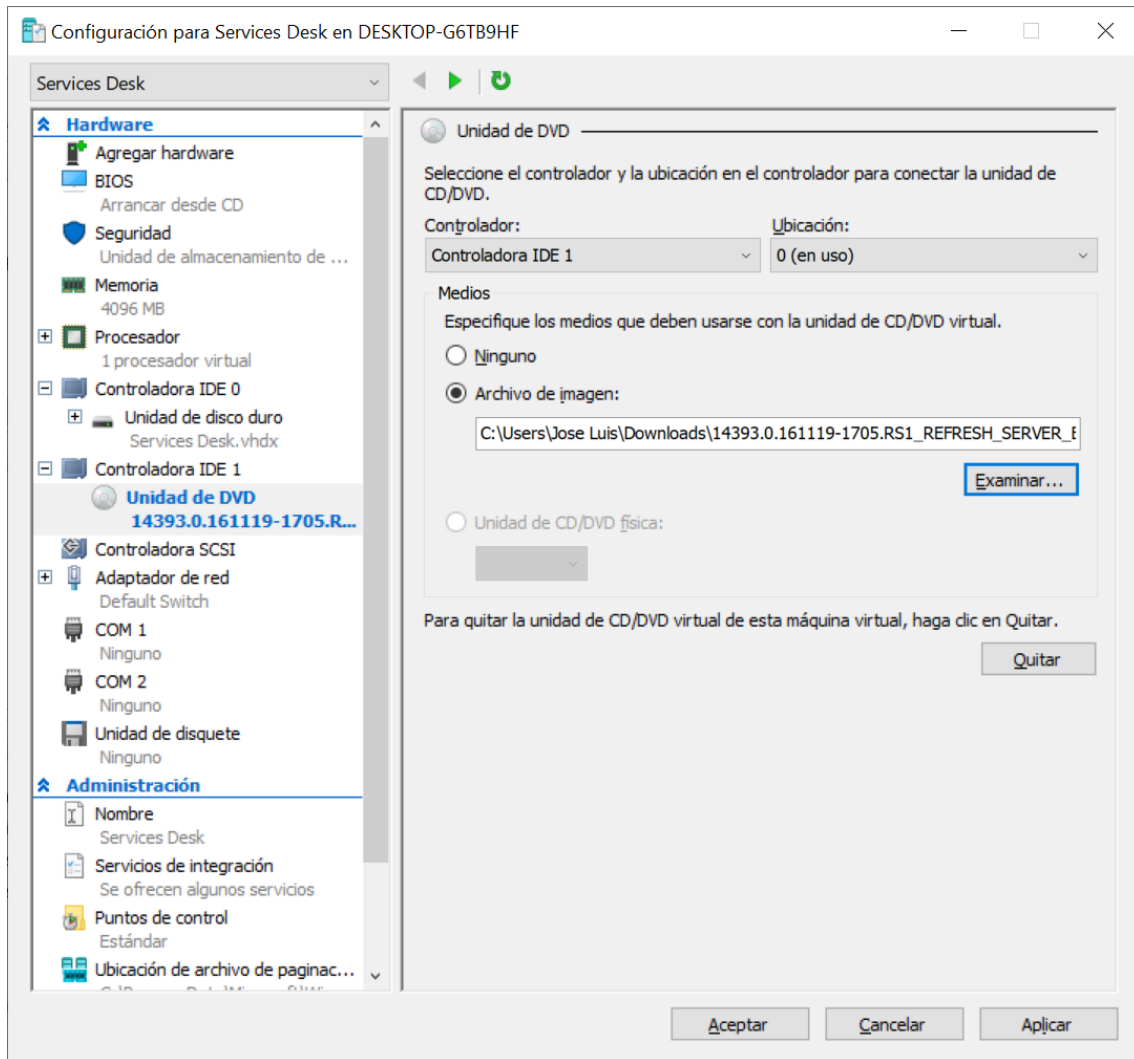 Configuración para Services Desk en DESKTOP-G6TB9HF
Services Desk
Hardware
Agregar hardware
BIOS
Arrancar desde CD
Seguridad
Unidad de almacenamiento de ...
Memoria
4096 MB
Procesador
1 procesador virtual
Controladora IDE 0
Unidad de disco duro
Services Desk.vhdx
Controladora IDE 1
Unidad de DVD
14393.0.161119-1705.R...
Controladora SCSI
Adaptador de red
Default Switch
COM 1
Ninguno
COM 2
Ninguno
Unidad de disquete
Ninguno
Administración
Nombre
Services Desk
Servicios de integración
Se ofrecen algunos servicios
Puntos de control
Estándar
Ubicación de archivo de paginac...
Unidad de DVD
Seleccione el controlador y la ubicación en el controlador para conectar la unidad de
CD/DVD.
Controlador: Ubicación:
Controladora IDE 1 0 (en uso)
Medios
Especifique los medios que deben usarse con la unidad de CD/DVD virtual.
Ninguno
Archivo de imagen:
C:\Users\Jose Luis\Downloads\14393.0.161119-1705.RS1_REFRESH_SERVER_E
Examinar...
Unidad de CD/DVD física:
Para quitar la unidad de CD/DVD virtual de esta máquina virtual, haga clic en Quitar.
Quitar
Aceptar Cancelar Aplicar